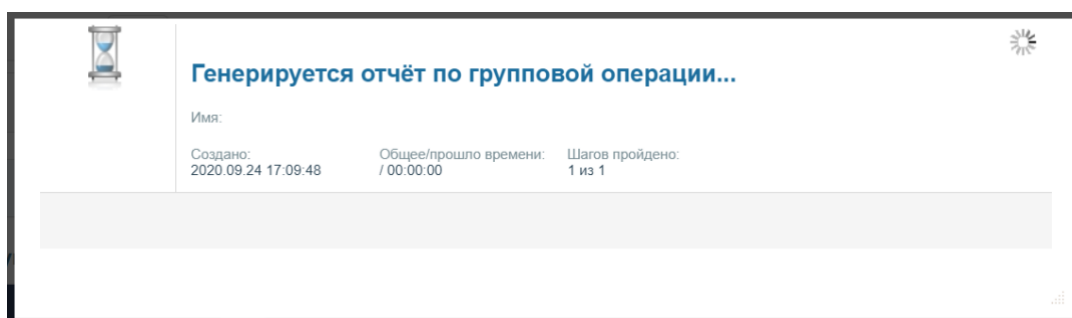 Генерируется отчёт по групповой операции...
Имя:
Создано: Общее/прошло времени: Шагов пройдено:
2020.09.24 17:09:48 / 00:00:00 1 из 1